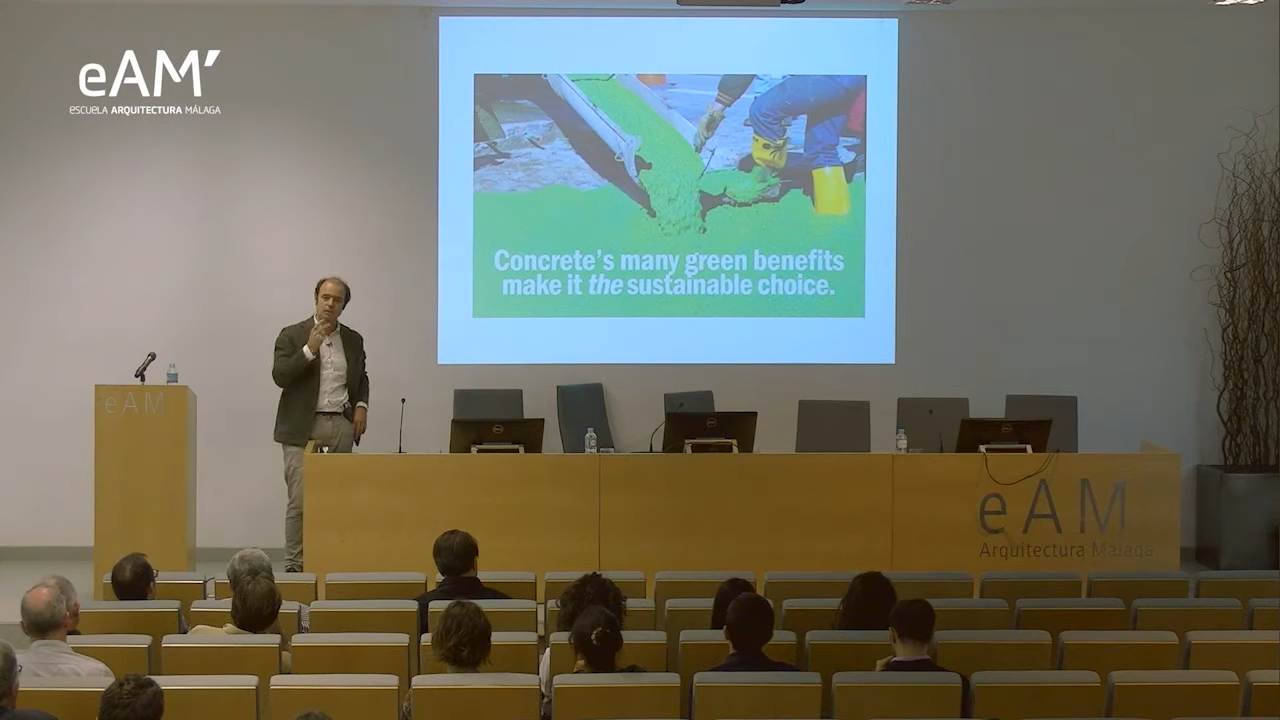 eAM'
ESCUELA ARQUITECTURA MÁLAGA
Concrete's many green benefits
make it the sustainable choice.
eAM
eAM
Arquitectura Málaga